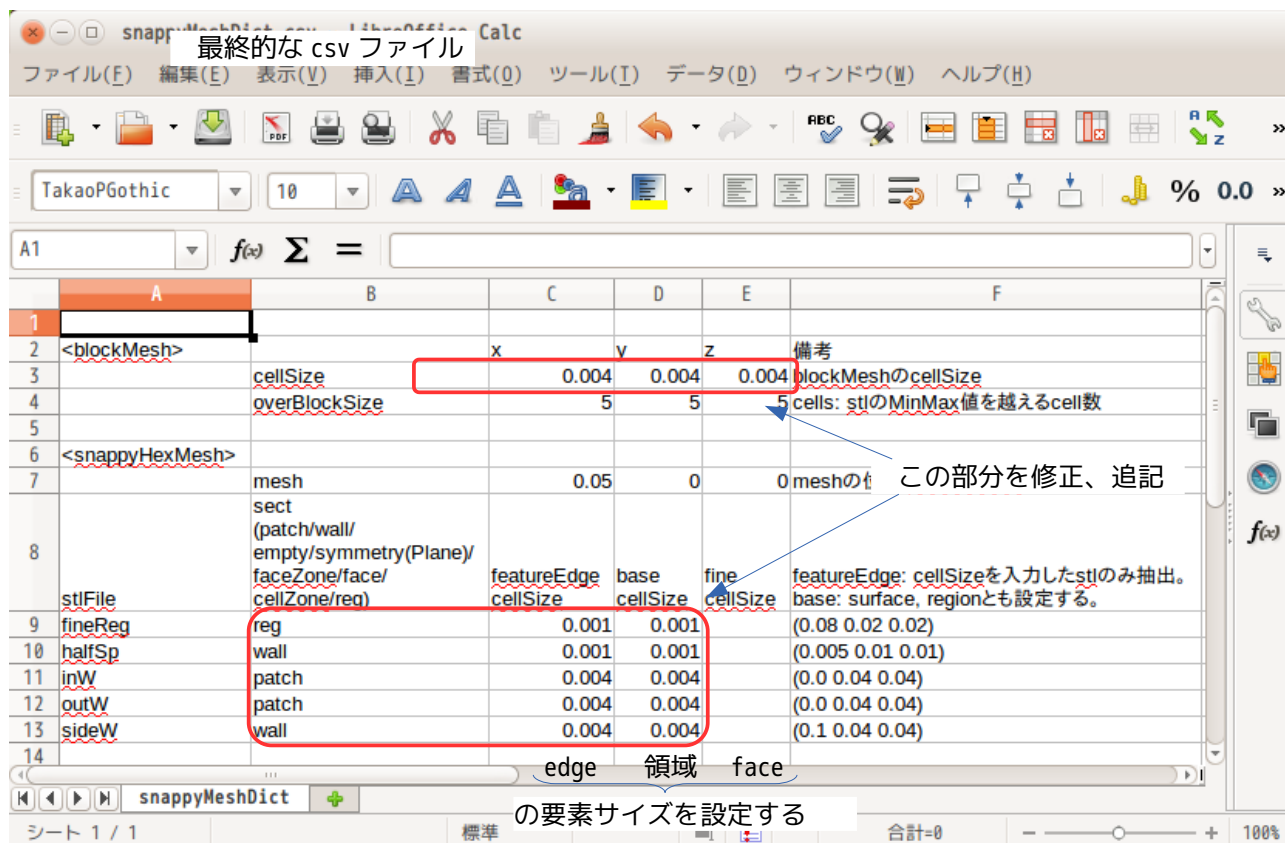 snappyMeshDict.csv - LibreOffice Calc
最終的な csv ファイル
ファイル(F) 編集(E) 表示(V) 挿入(I) 書式(O) ツール(T) データ(D) ウィンドウ(W) ヘルプ(H)
PDF ABC A Z
TakaoPGothic 10 % 0.0
A1 f(x) Σ =
A B C D E F
1
2 <blockMesh> x y z 備考
3 cellSize 0.004 0.004 0.004 blockMeshのcellSize
4 overBlockSize 5 5 5 cells: stlのMinMax値を越えるcell数
5
6 <snappyHexMesh>
7 mesh 0.05 0 0 meshの
この部分を修正、追記
sect
(patch/wall/
empty/symmetry(Plane)/
8 faceZone/face/ featureEdge base fine featureEdge: cellSizeを入力したstlのみ抽出。
stlFile cellZone/reg) cellSize cellSize cellSize base: surface, regionとも設定する。
9 fineReg reg 0.001 0.001 (0.08 0.02 0.02)
10 halfSp wall 0.001 0.001 (0.005 0.01 0.01)
11 inW patch 0.004 0.004 (0.0 0.04 0.04)
12 outW patch 0.004 0.004 (0.0 0.04 0.04)
13 sideW wall 0.004 0.004 (0.1 0.04 0.04)
14
edge 領域 face
snappyMeshDict
の要素サイズを設定する
シート 1 / 1 標準 合計=0 100%